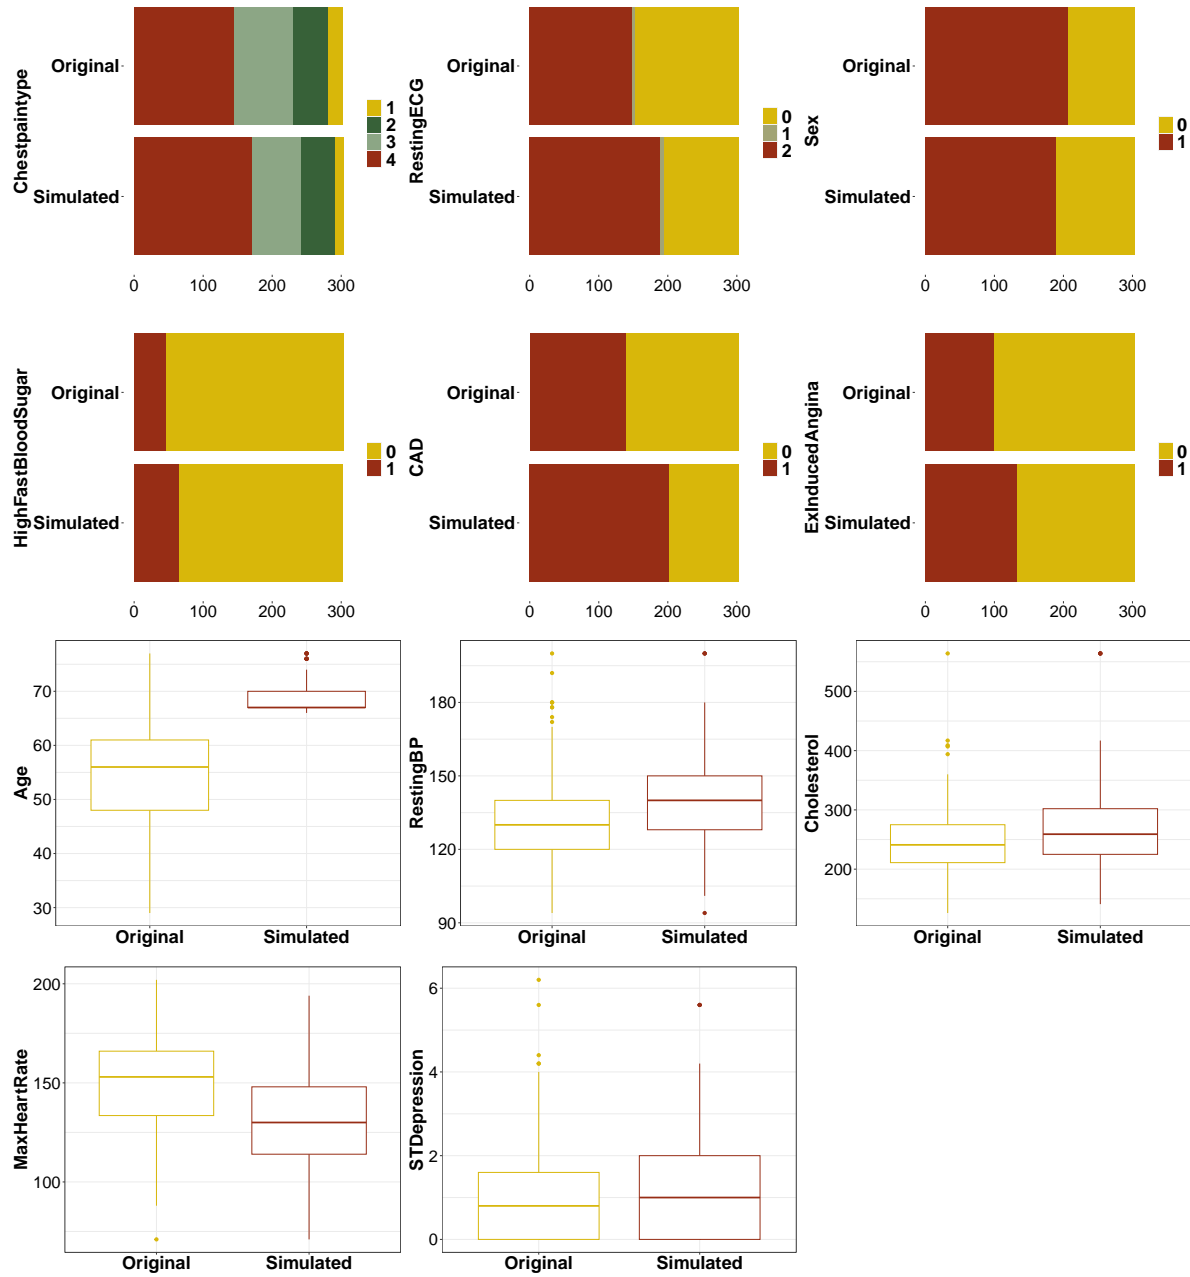 Chestpaintype
Original
Simulated
0 100 200 300
1
2
3
4
RestingECG
Original
Simulated
0 100 200 300
0
1
2
Sex
Original
Simulated
0 100 200 300
0
1
HighFastBloodSugar
Original
Simulated
0 100 200 300
0
1
CAD
Original
Simulated
0 100 200 300
0
1
ExInducedAngina
Original
Simulated
0 100 200 300
0
1
Age
70
60
50
40
30
Original Simulated
RestingBP
180
150
120
90
Original Simulated
Cholesterol
500
400
300
200
Original Simulated
MaxHeartRate
200
150
100
Original Simulated
STDepression
6
4
2
0
Original Simulated